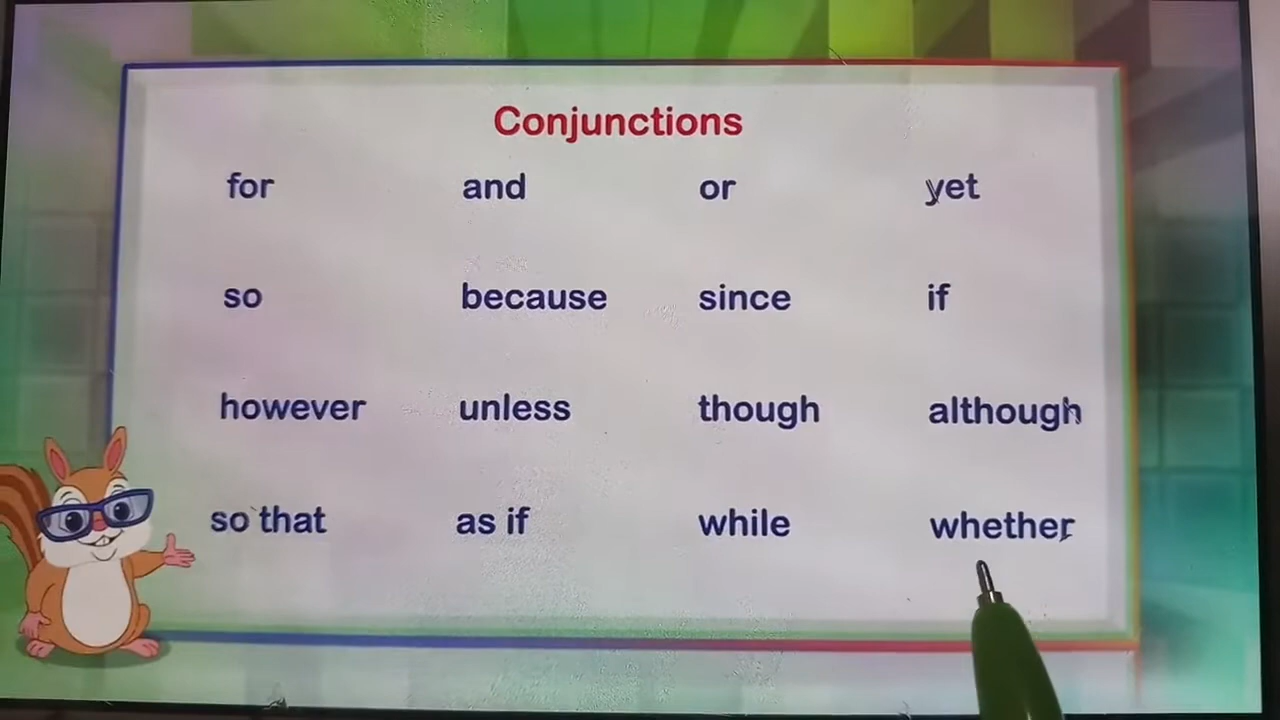 Conjunctions
for and or yet
so because since if
however unless though although
so that as if while whether